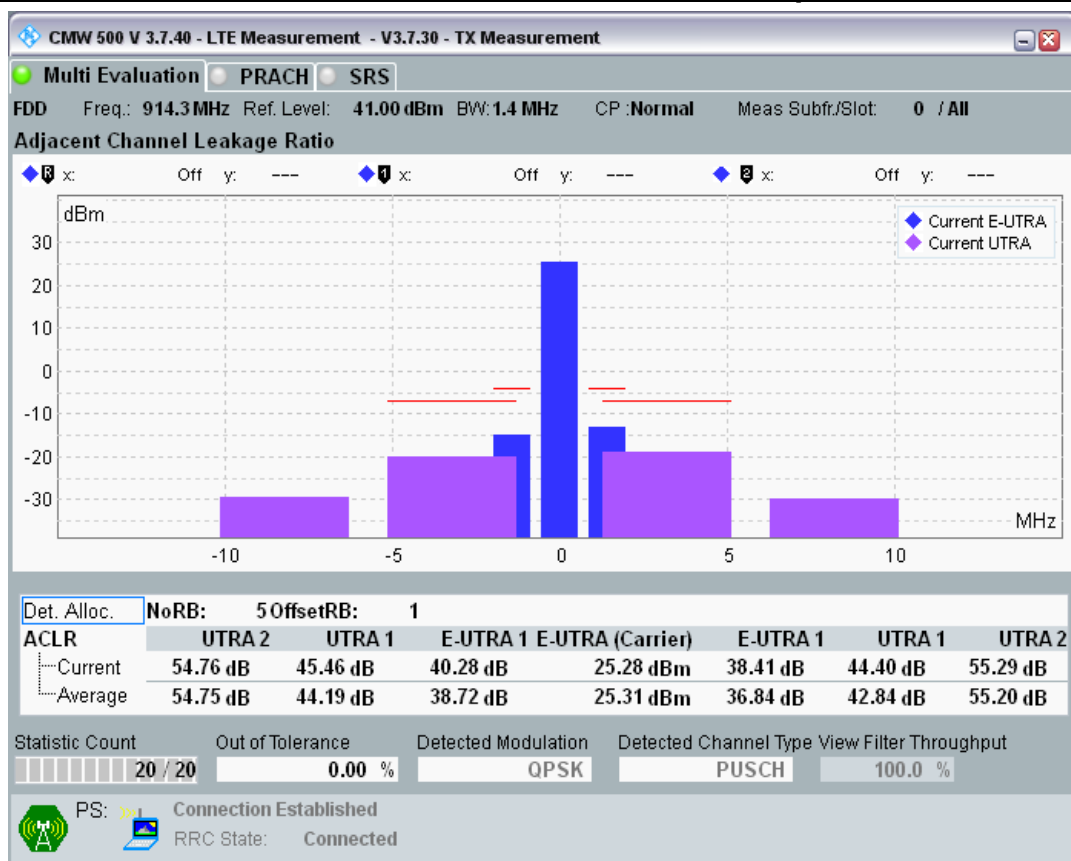 CMW 500 V 3.7.40 - LTE Measurement - V3.7.30 - TX Measurement
Multi Evaluation PRACH SRS
FDD Freq.: 914.3 MHz Ref. Level: 41.00 dBm BW: 1.4 MHz CP :Normal Meas Subfr./Slot: 0 / All
Adjacent Channel Leakage Ratio
R x: Off y: --- 1 x: Off y: --- 2 x: Off y: ---
dBm
Current E-UTRA
Current UTRA
30
20
10
0
-10
-20
-30
MHz
-10 -5 0 5 10
Det. Alloc. NoRB: 5 OffsetRB: 1
ACLR UTRA 2 UTRA 1 E-UTRA 1 E-UTRA (Carrier) E-UTRA 1 UTRA 1 UTRA 2
Current 54.76 dB 45.46 dB 40.28 dB 25.28 dBm 38.41 dB 44.40 dB 55.29 dB
Average 54.75 dB 44.19 dB 38.72 dB 25.31 dBm 36.84 dB 42.84 dB 55.20 dB
Statistic Count Out of Tolerance Detected Modulation Detected Channel Type View Filter Throughput
20 / 20 0.00 % QPSK PUSCH 100.0 %
PS: Connection Established
RRC State: Connected